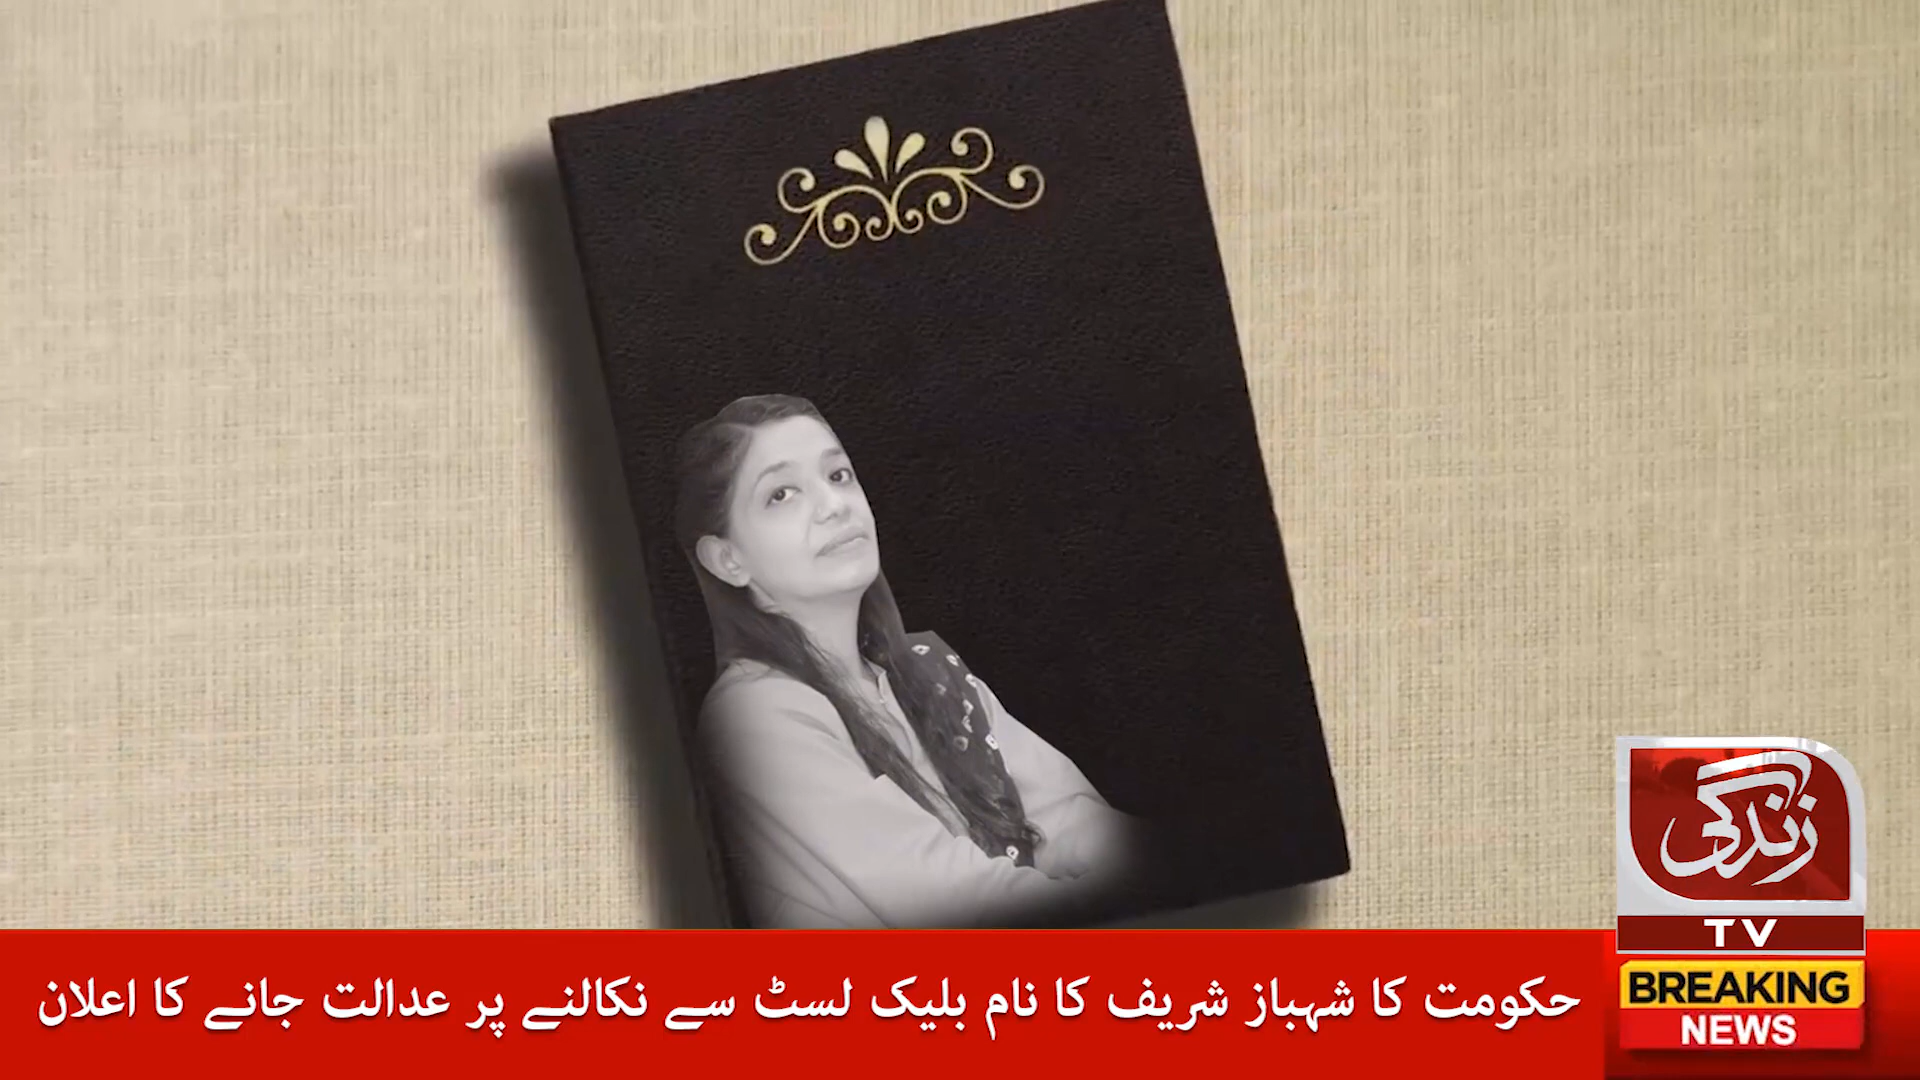 زندگی
TV
حکومت کا شہباز شریف کا نام بلیک لسٹ سے نکالنے پر عدالت جانے کا اعلان
BREAKING
NEWS